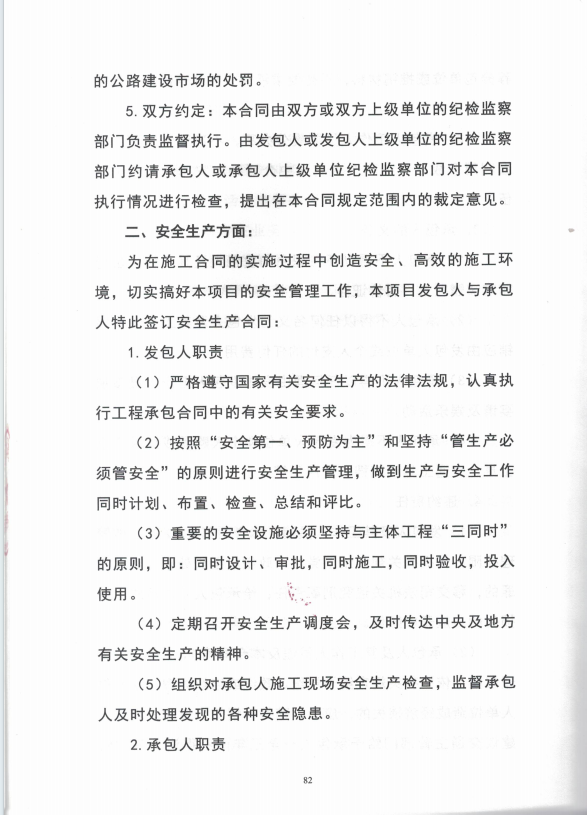 的公路建设市场的处罚。
5. 双方约定：本合同由双方或双方上级单位的纪检监察
部门负责监督执行。由发包人或发包人上级单位的纪检监察
部门约请承包人或承包人上级单位纪检监察部门对本合同
执行情况进行检查，提出在本合同规定范围内的裁定意见。
二、安全生产方面：
为在施工合同的实施过程中创造安全、高效的施工环
境，切实搞好本项目的安全管理工作，本项目发包人与承包
人特此签订安全生产合同：
1. 发包人职责
（1）严格遵守国家有关安全生产的法律法规，认真执
行工程承包合同中的有关安全要求。
（2）按照“安全第一、预防为主”和坚持“管生产必
须管安全”的原则进行安全生产管理，做到生产与安全工作
同时计划、布置、检查、总结和评比。
（3）重要的安全设施必须坚持与主体工程“三同时”
的原则，即：同时设计、审批，同时施工，同时验收，投入
使用。
（4）定期召开安全生产调度会，及时传达中央及地方
有关安全生产的精神。
（5）组织对承包人施工现场安全生产检查，监督承包
人及时处理发现的各种安全隐患。
2. 承包人职责
82